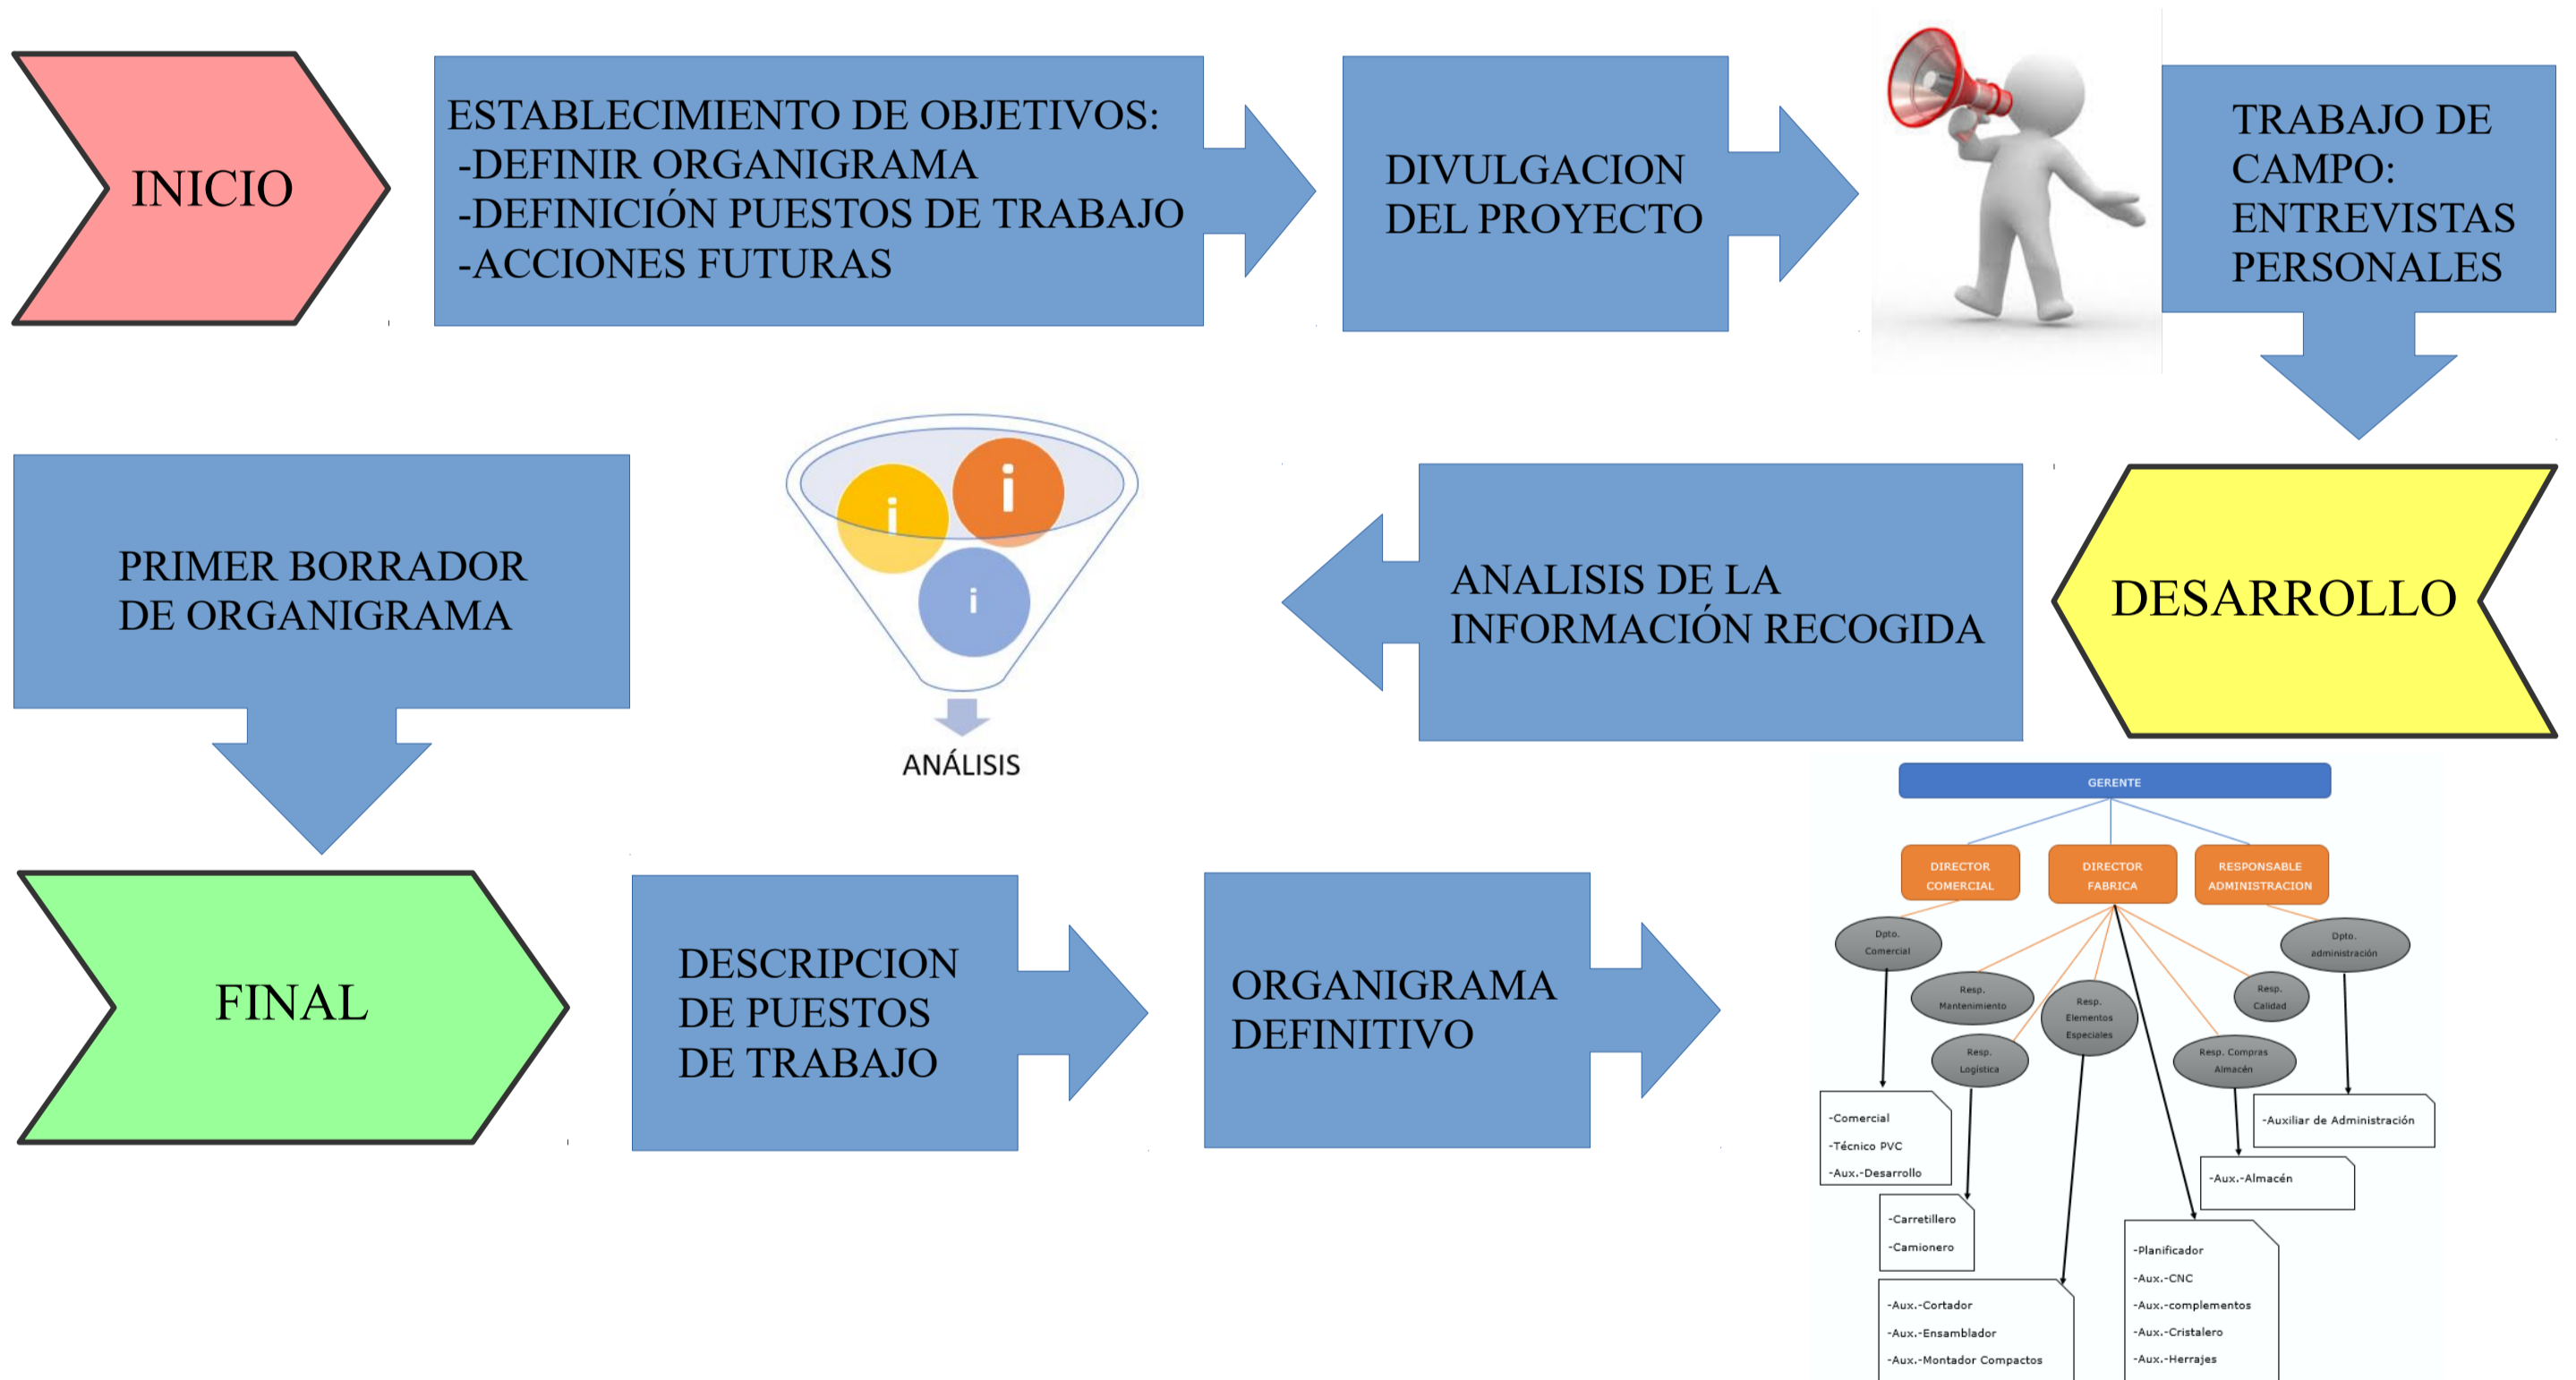 INICIO
ESTABLECIMIENTO DE OBJETIVOS:
-DEFINIR ORGANIGRAMA
-DEFINICIÓN PUESTOS DE TRABAJO
-ACCIONES FUTURAS
DIVULGACION
DEL PROYECTO
TRABAJO DE
CAMPO:
ENTREVISTAS
PERSONALES
DESARROLLO
ANALISIS DE LA
INFORMACIÓN RECOGIDA
i
i
i
ANÁLISIS
PRIMER BORRADOR
DE ORGANIGRAMA
FINAL
DESCRIPCION
DE PUESTOS
DE TRABAJO
ORGANIGRAMA
DEFINITIVO
GERENTE
DIRECTOR
COMERCIAL
DIRECTOR
FABRICA
RESPONSABLE
ADMINISTRACION
Dpto.
Comercial
Dpto.
administración
Resp.
Mantenimiento
Resp.
Elementos
Especiales
Resp.
Calidad
Resp.
Logística
Resp. Compras
Almacén
-Comercial
-Técnico PVC
-Aux.-Desarrollo
-Auxiliar de Administración
-Aux.-Almacén
-Carretillero
-Camionero
-Planificador
-Aux.-CNC
-Aux.-complementos
-Aux.-Cristalero
-Aux.-Herrajes
-Aux.-Cortador
-Aux.-Ensamblador
-Aux.-Montador Compactos